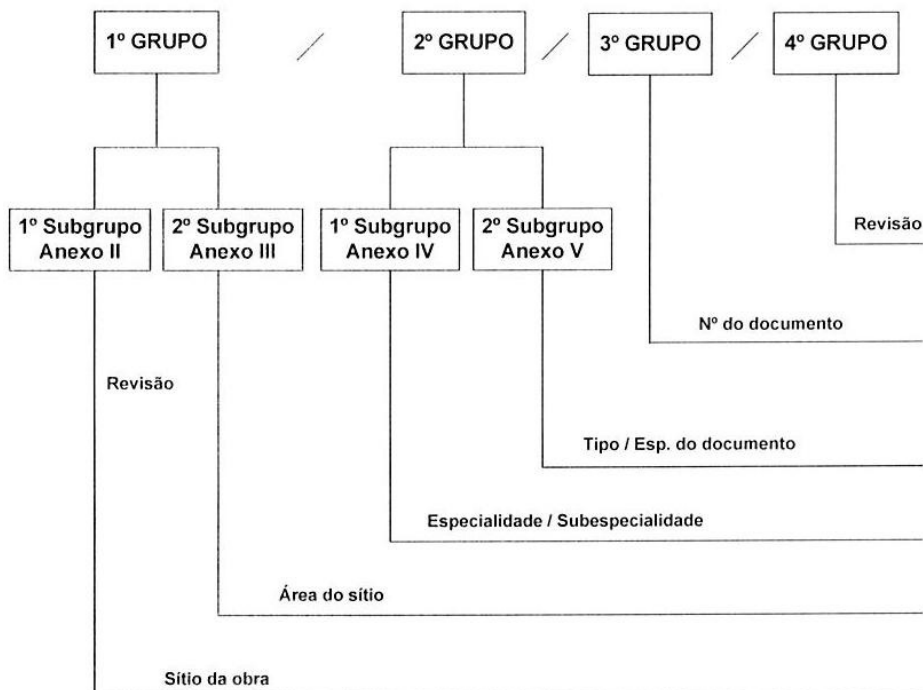 1º GRUPO / 2º GRUPO / 3º GRUPO / 4º GRUPO
1º Subgrupo
Anexo II
2º Subgrupo
Anexo III
1º Subgrupo
Anexo IV
2º Subgrupo
Anexo V
Revisão
Nº do documento
Revisão
Tipo / Esp. do documento
Especialidade / Subespecialidade
Área do sítio
Sítio da obra